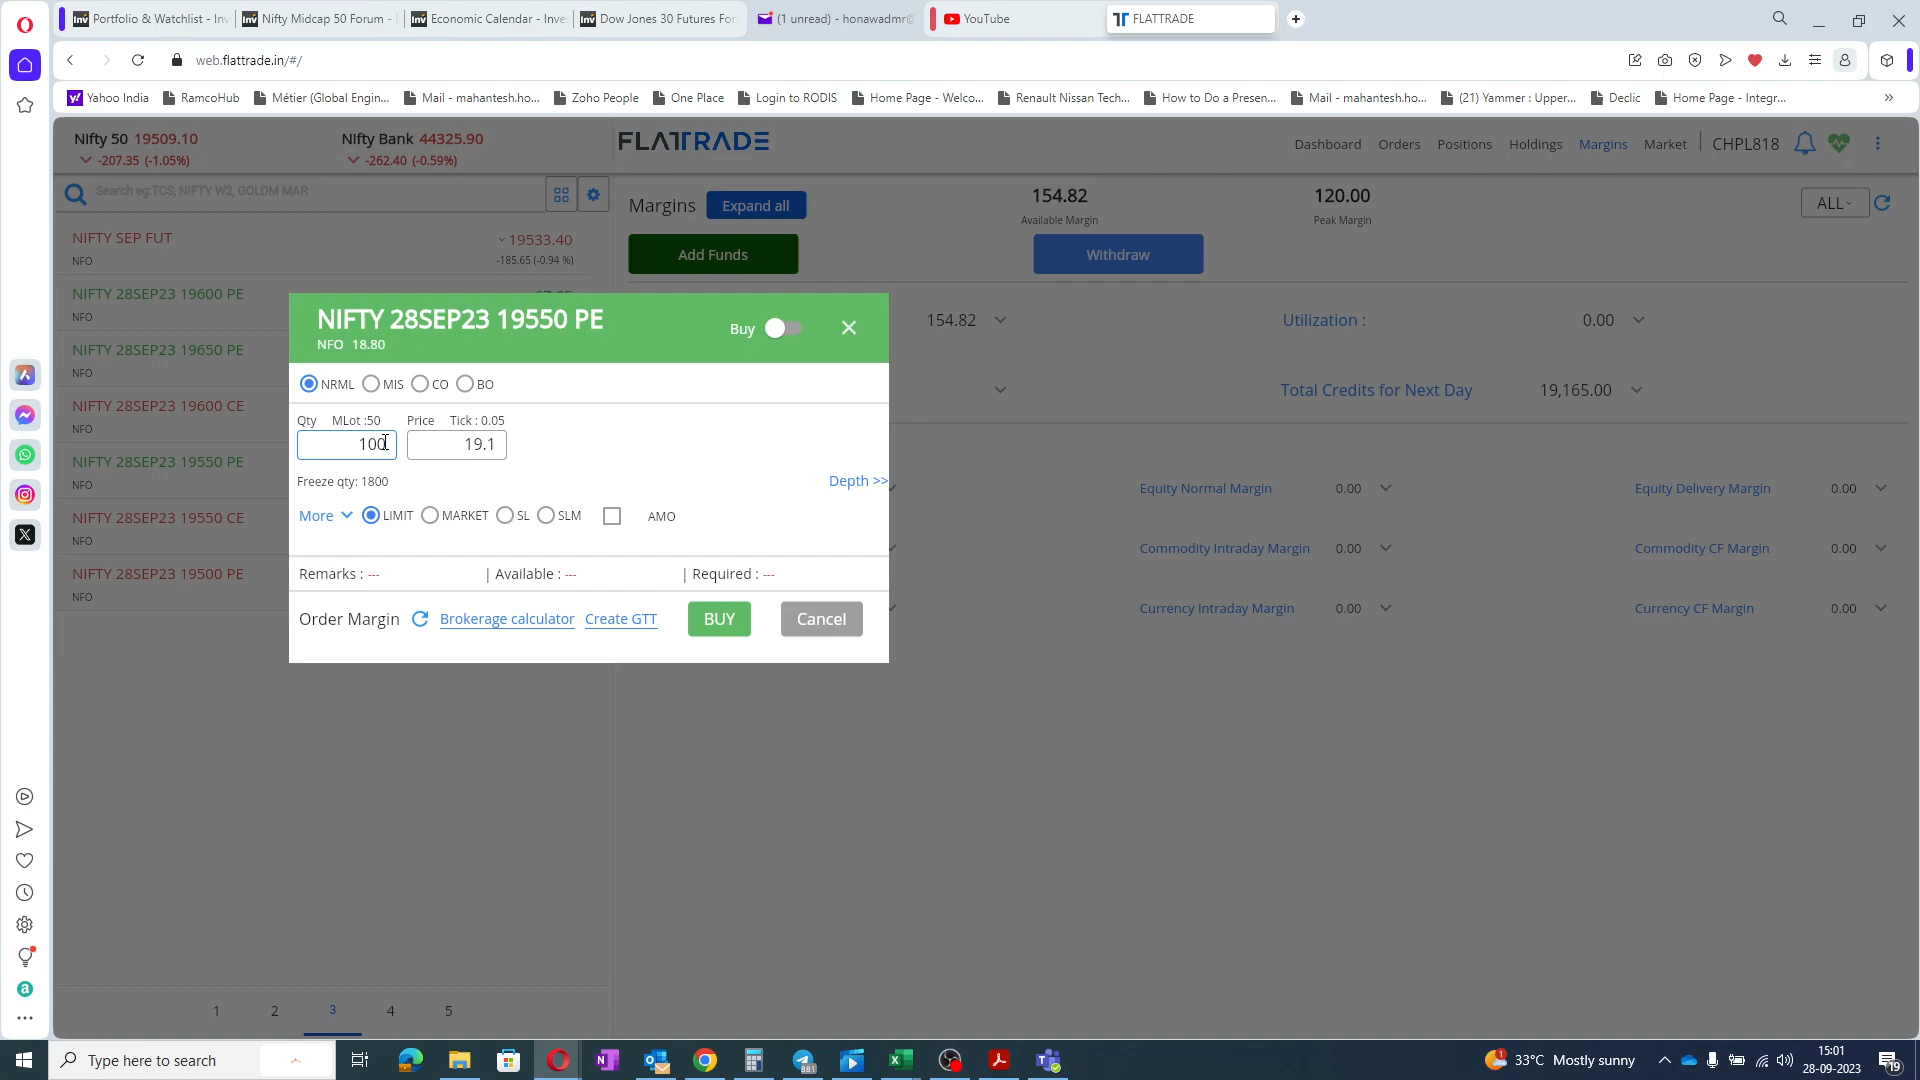 Portfolio & Watchlist - Inv
Nifty Midcap 50 Forum -
Economic Calendar - Inve
Dow Jones 30 Futures For
(1 unread) - honawadmr@
YouTube
FLATTRADE
web.flattrade.in/#/
Yahoo India
RamcoHub
Métier (Global Engin...
Mail - mahantesh.ho...
Zoho People
One Place
Login to RODIS
Home Page - Welco...
Renault Nissan Tech...
How to Do a Presen...
Mail - mahantesh.ho...
(21) Yammer : Upper...
Declic
Home Page - Integr...
Nifty 50 19509.10
-207.35 (-1.05%)
Nifty Bank 44325.90
-262.40 (-0.59%)
FLATTRADE
Dashboard
Orders
Positions
Holdings
Margins
Market
CHPL818
Search eg:TCS, NIFTY W2, GOLDM MAR
Margins
Expand all
154.82
Available Margin
120.00
Peak Margin
ALL
Add Funds
Withdraw
NIFTY SEP FUT
19533.40
NFO
-185.65 (-0.94 %)
NIFTY 28SEP23 19600 PE
NFO
NIFTY 28SEP23 19650 PE
NFO
NIFTY 28SEP23 19600 CE
NFO
NIFTY 28SEP23 19550 PE
NFO
NIFTY 28SEP23 19550 CE
NFO
NIFTY 28SEP23 19500 PE
NFO
NIFTY 28SEP23 19550 PE
NFO 18.80
Buy
NRML
MIS
CO
BO
Qty MLot :50
Price Tick : 0.05
100
19.1
Freeze qty: 1800
Depth >>
More
LIMIT
MARKET
SL
SLM
AMO
Remarks : ---
| Available : ---
| Required : ---
Order Margin
Brokerage calculator
Create GTT
BUY
Cancel
154.82
Utilization :
0.00
Total Credits for Next Day
19,165.00
Equity Normal Margin
0.00
Equity Delivery Margin
0.00
Commodity Intraday Margin
0.00
Commodity CF Margin
0.00
Currency Intraday Margin
0.00
Currency CF Margin
0.00
1
2
3
4
5
Type here to search
33°C Mostly sunny
15:01
28-09-2023
19